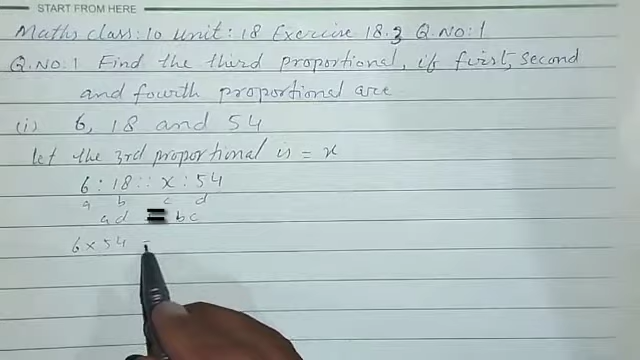 START FROM HERE
Maths class: 10 Unit: 18 Exercise 18.3 Q.NO: 1
Q.NO.1 Find the third proportional, if first, second
and fourth proportional are
(i) 6, 18 and 54
let the 3rd proportional is = x
6 : 18 :: x : 54
a b c d
ad = bc
6 x 54 =